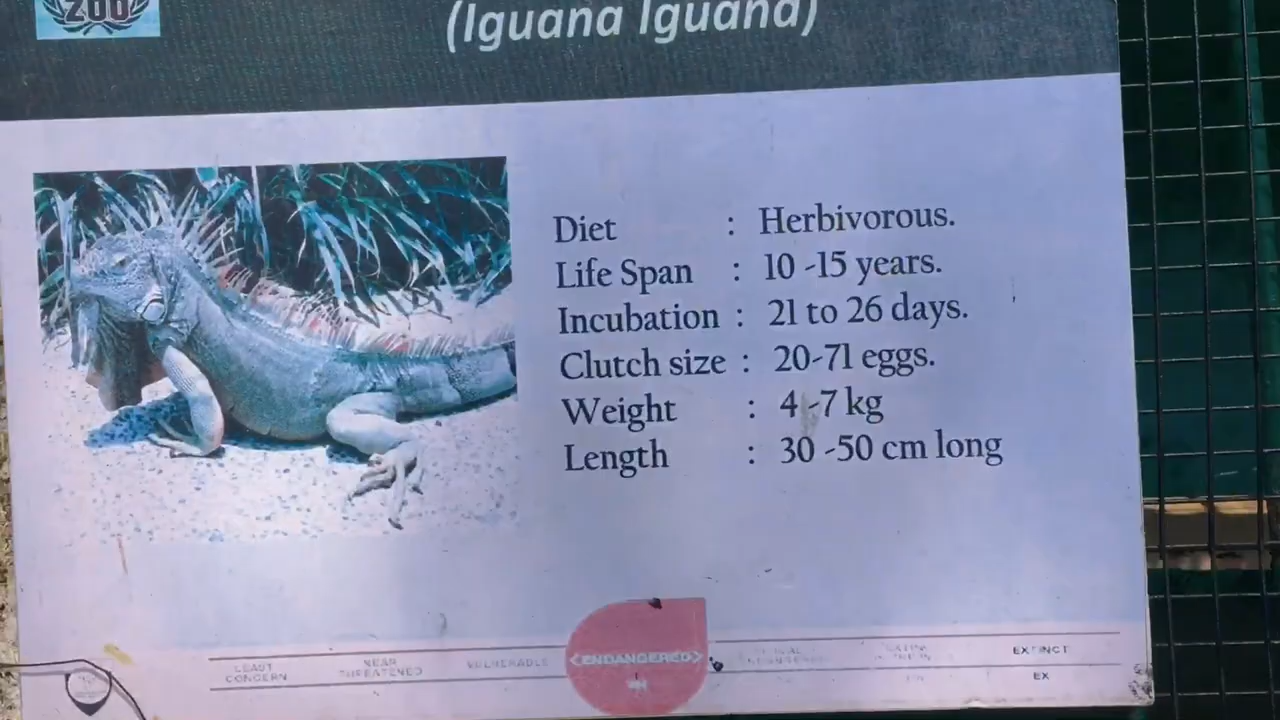 ZOO
(Iguana Iguana)
Diet : Herbivorous.
Life Span : 10 -15 years.
Incubation : 21 to 26 days.
Clutch size : 20-71 eggs.
Weight : 4 -7 kg
Length : 30 -50 cm long
LEAST CONCERN
NEAR THREATENED
VULNERABLE
<ENDANGERED>
EXTINCT
EX